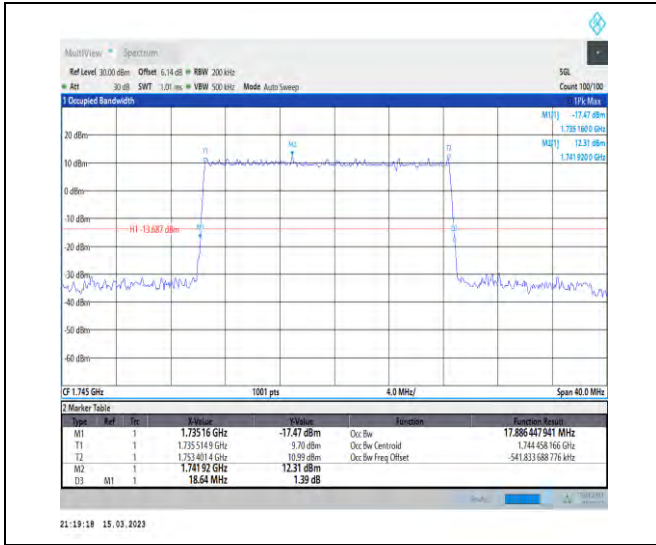 MultiView Spectrum
Ref Level 30.00 dBm Offset 6.14 dB RBW 200 kHz SGL
Att 30 dB SWT 1.01 ms VBW 500 kHz Mode Auto Sweep Count 100/100
1 Occupied Bandwidth 1Pk Max
M1[1] -17.47 dBm
1.735 160 0 GHz
M2[1] 12.31 dBm
1.741 920 0 GHz
20 dBm
M2
10 dBm
0 dBm
-10 dBm
H1 -13.687 dBm
-20 dBm
-30 dBm
-40 dBm
-50 dBm
-60 dBm
CF 1.745 GHz 1001 pts 4.0 MHz/ Span 40.0 MHz
2 Marker Table
Type Ref Trc X-Value Y-Value Function Function Result
M1 1 1.735 16 GHz -17.47 dBm Occ Bw 17.886 447 941 MHz
T1 1 1.735 514 9 GHz 9.70 dBm Occ Bw Centroid 1.744 458 166 GHz
T2 1 1.753 401 4 GHz 10.99 dBm Occ Bw Freq Offset -541.833 688 776 kHz
M2 1 1.741 92 GHz 12.31 dBm
D3 M1 1 18.64 MHz 1.39 dB
21:19:18 15.03.2023